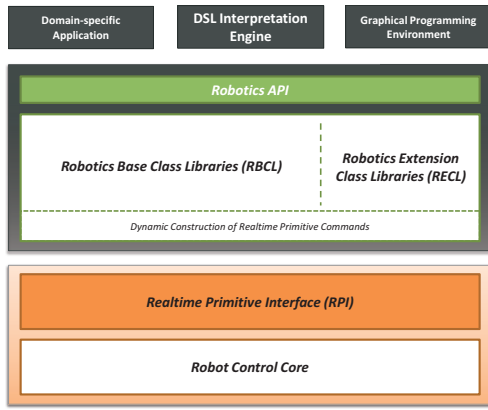 Domain-specific
Application
DSL Interpretation
Engine
Graphical Programming
Environment
Robotics API
Robotics Base Class Libraries (RBCL)
Robotics Extension
Class Libraries (RECL)
Dynamic Construction of Realtime Primitive Commands
Realtime Primitive Interface (RPI)
Robot Control Core